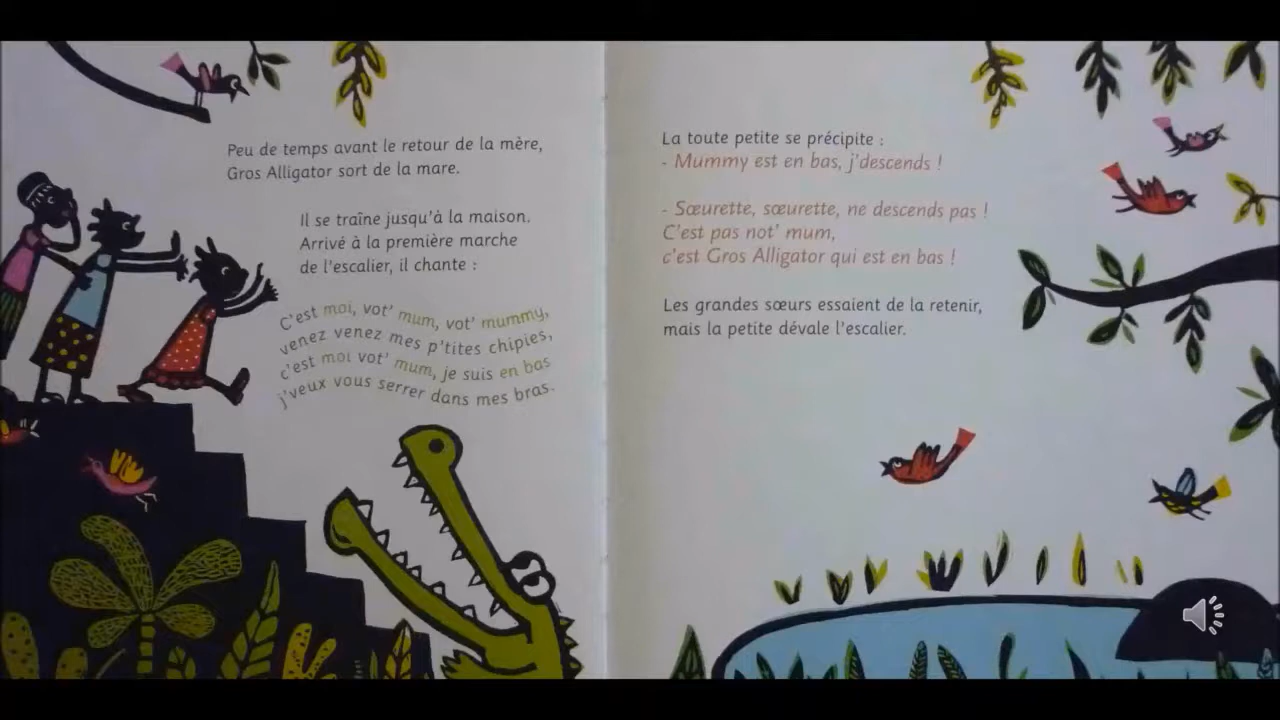 Peu de temps avant le retour de la mère,
Gros Alligator sort de la mare.
Il se traîne jusqu'à la maison.
Arrivé à la première marche
de l'escalier, il chante :
C'est moi, vot' mum, vot' mummy,
venez venez mes p'tites chipies,
c'est moi vot' mum, je suis en bas
j'veux vous serrer dans mes bras.
La toute petite se précipite :
- Mummy est en bas, j'descends !
- Sœurette, sœurette, ne descends pas !
C'est pas not' mum,
c'est Gros Alligator qui est en bas !
Les grandes sœurs essaient de la retenir,
mais la petite dévale l'escalier.